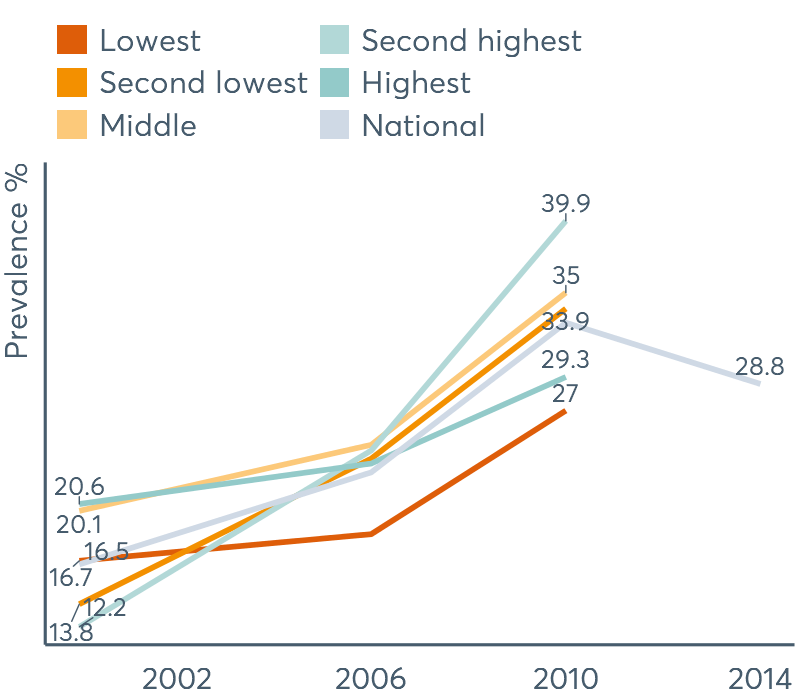 Lowest
Second lowest
Middle
Second highest
Highest
National
Prevalence %
39.9
35
33.9
29.3
27
28.8
20.6
20.1
16.5
16.7
12.2
13.8
2002 2006 2010 2014